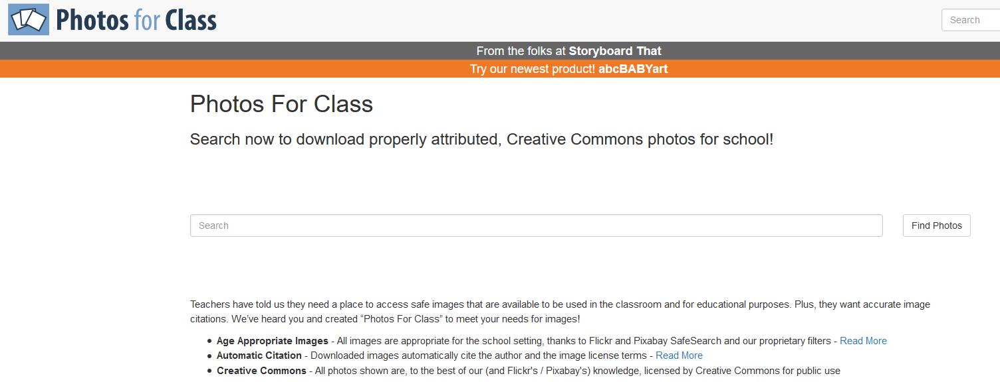 Photos for Class
Search
From the folks at Storyboard That
Try our newest product! abcBABYart
Photos For Class
Search now to download properly attributed, Creative Commons photos for school!
Search
Find Photos
Teachers have told us they need a place to access safe images that are available to be used in the classroom and for educational purposes. Plus, they want accurate image
citations. We’ve heard you and created “Photos For Class” to meet your needs for images!
• Age Appropriate Images - All images are appropriate for the school setting, thanks to Flickr and Pixabay SafeSearch and our proprietary filters - Read More
• Automatic Citation - Downloaded images automatically cite the author and the image license terms - Read More
• Creative Commons - All photos shown are, to the best of our (and Flickr's / Pixabay's) knowledge, licensed by Creative Commons for public use